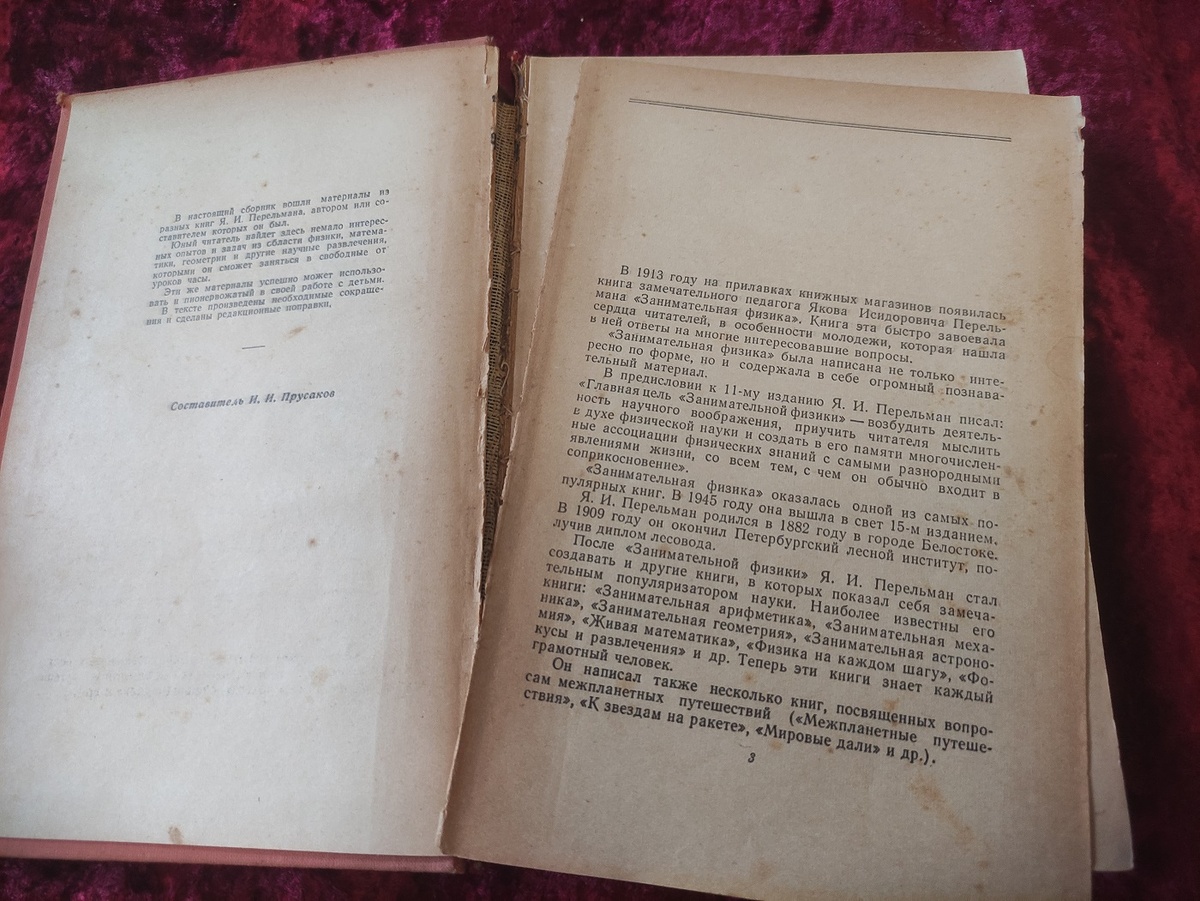 В настоящий сборник вошли материалы из
разных книг Я. И. Перельмана, автором или со-
ставителем которых он был.
Юный читатель найдет здесь немало интерес-
ных опытов и задач из области физики, матема-
тики, геометрии и другие научные развлечения,
которыми он сможет заняться в свободные от
уроков часы.
Эти же материалы успешно может использо-
вать и пионервожатый в своей работе с детьми.
В тексте произведены необходимые сокраще-
ния и сделаны редакционные поправки.
Составитель И. И. Прусаков
В 1913 году на прилавках книжных магазинов появилась
книга замечательного педагога Якова Исидоровича Перель-
мана «Занимательная физика». Книга эта быстро завоевала
сердца читателей, в особенности молодежи, которая нашла
в ней ответы на многие интересовавшие вопросы.
«Занимательная физика» была написана не только инте-
ресно по форме, но и содержала в себе огромный познава-
тельный материал.
В предисловии к 11-му изданию Я. И. Перельман писал:
«Главная цель «Занимательной физики» — возбудить деятель-
ность научного воображения, приучить читателя мыслить
в духе физической науки и создать в его памяти многочислен-
ные ассоциации физических знаний с самыми разнородными
явлениями жизни, со всем тем, с чем он обычно входит в
соприкосновение».
«Занимательная физика» оказалась одной из самых по-
пулярных книг. В 1945 году она вышла в свет 15-м изданием.
Я. И. Перельман родился в 1882 году в городе Белостоке.
В 1909 году он окончил Петербургский лесной институт, по-
лучив диплом лесовода.
После «Занимательной физики» Я. И. Перельман стал
создавать и другие книги, в которых показал себя замеча-
тельным популяризатором науки. Наиболее известны его
книги: «Занимательная арифметика», «Занимательная меха-
ника», «Занимательная геометрия», «Занимательная астроно-
мия», «Живая математика», «Физика на каждом шагу», «Фо-
кусы и развлечения» и др. Теперь эти книги знает каждый
грамотный человек.
Он написал также несколько книг, посвященных вопро-
сам межпланетных путешествий («Межпланетные путеше-
ствия», «К звездам на ракете», «Мировые дали» и др.).
3